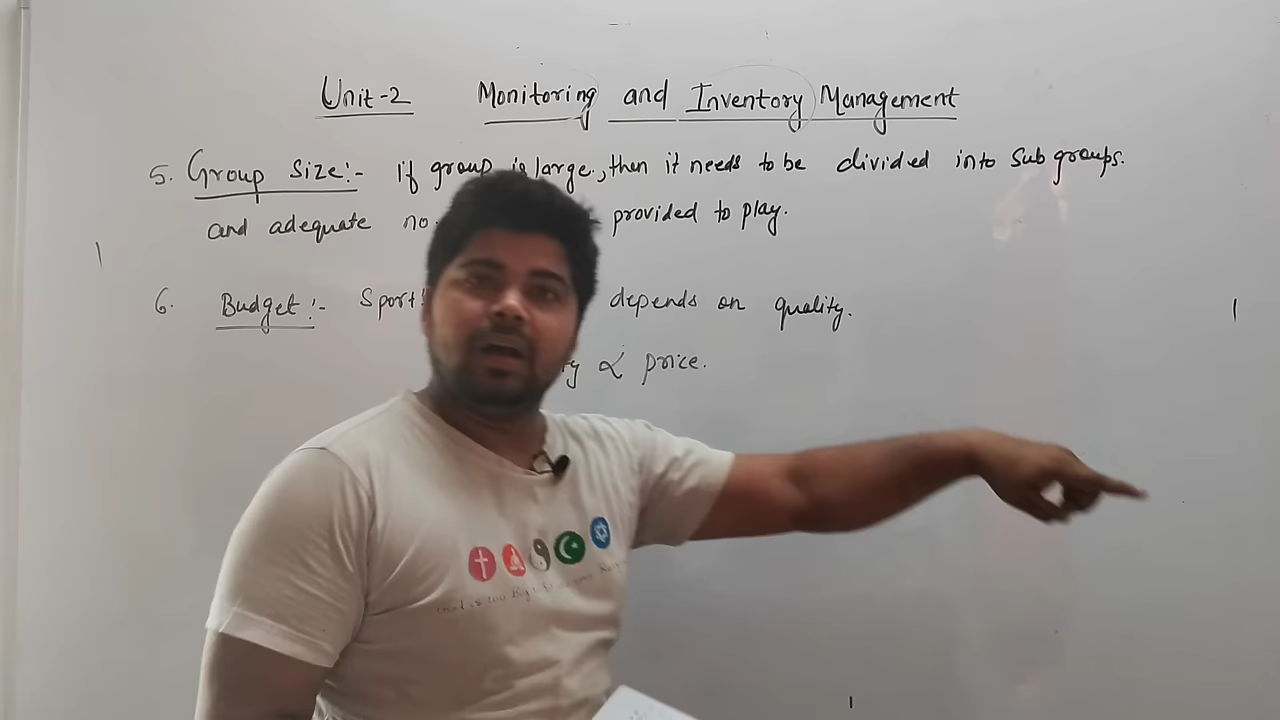 Unit-2 Monitoring and Inventory Management
5. Group Size:- if group is large, then it needs to be divided into Sub groups.
and adequate no. provided to play.
6. Budget:- Sport depends on quality.
∝ price.